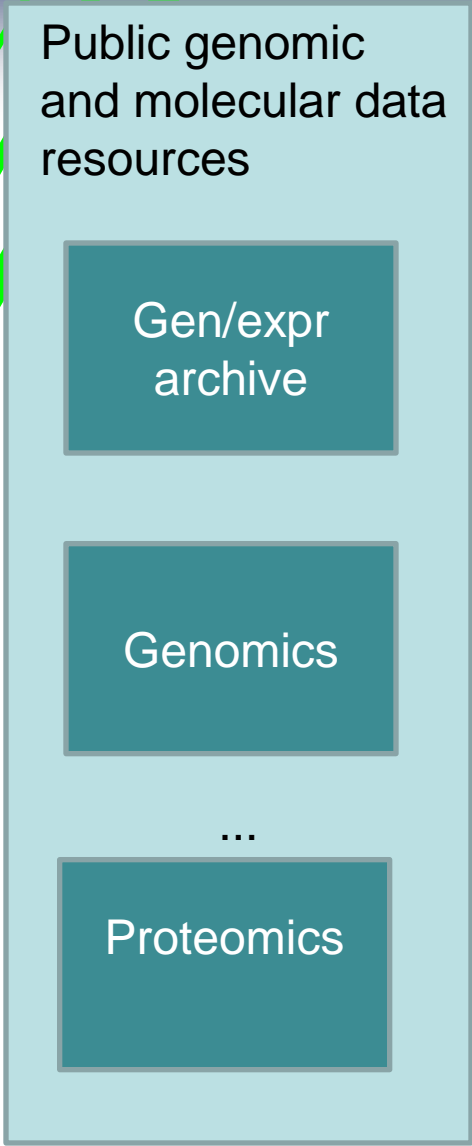 Public genomic
and molecular data
resources
Gen/expr
archive
Genomics
...
Proteomics